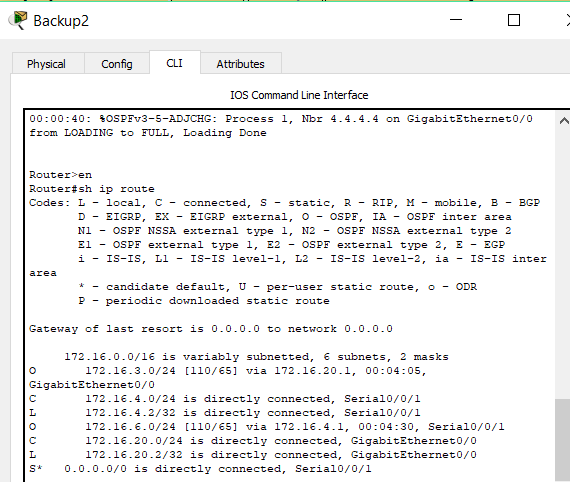 Backup2
Physical Config CLI Attributes
IOS Command Line Interface
00:00:40: %OSPFv3-5-ADJCHG: Process 1, Nbr 4.4.4.4 on GigabitEthernet0/0
from LOADING to FULL, Loading Done
Router>en
Router#sh ip route
Codes: L - local, C - connected, S - static, R - RIP, M - mobile, B - BGP
D - EIGRP, EX - EIGRP external, O - OSPF, IA - OSPF inter area
N1 - OSPF NSSA external type 1, N2 - OSPF NSSA external type 2
E1 - OSPF external type 1, E2 - OSPF external type 2, E - EGP
i - IS-IS, L1 - IS-IS level-1, L2 - IS-IS level-2, ia - IS-IS inter
area
* - candidate default, U - per-user static route, o - ODR
P - periodic downloaded static route
Gateway of last resort is 0.0.0.0 to network 0.0.0.0
172.16.0.0/16 is variably subnetted, 6 subnets, 2 masks
O 172.16.3.0/24 [110/65] via 172.16.20.1, 00:04:05,
GigabitEthernet0/0
C 172.16.4.0/24 is directly connected, Serial0/0/1
L 172.16.4.2/32 is directly connected, Serial0/0/1
O 172.16.6.0/24 [110/65] via 172.16.4.1, 00:04:30, Serial0/0/1
C 172.16.20.0/24 is directly connected, GigabitEthernet0/0
L 172.16.20.2/32 is directly connected, GigabitEthernet0/0
S* 0.0.0.0/0 is directly connected, Serial0/0/1